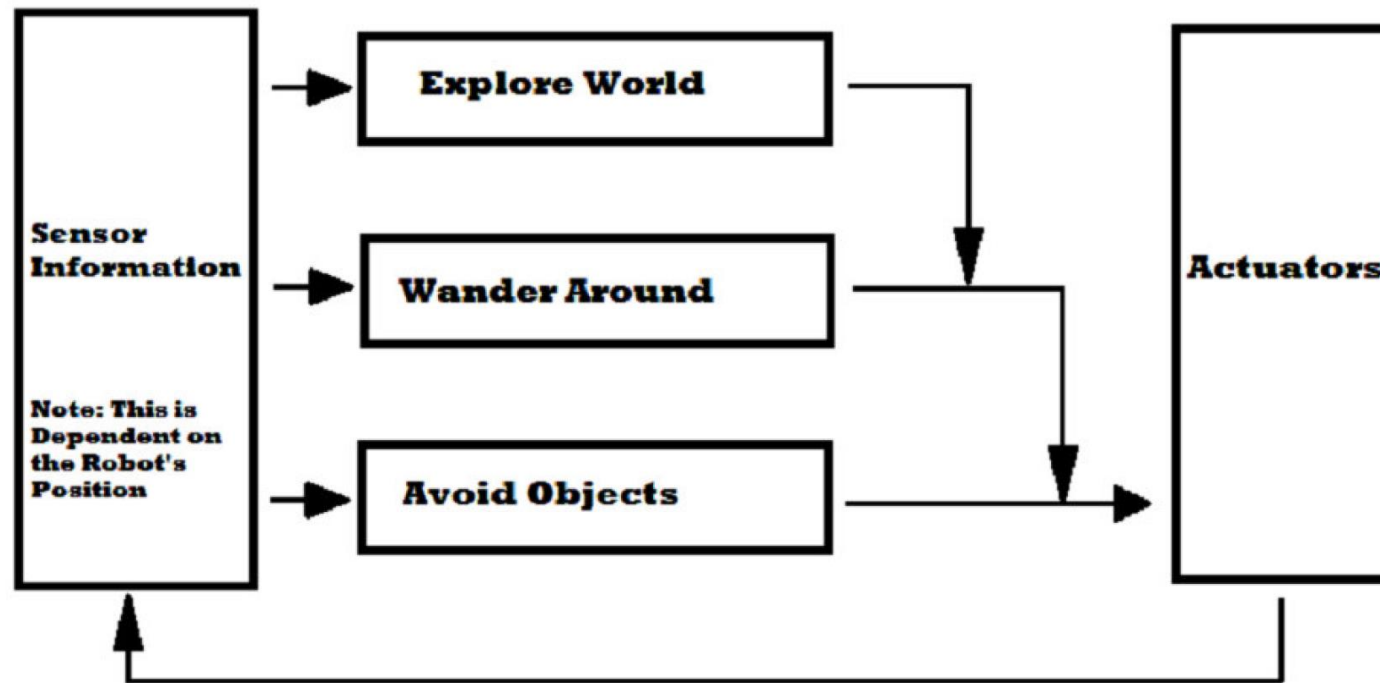 Explore World
Sensor
Information
Wander Around
Actuators
Note: This is
Dependent on
the Robot's
Position
Avoid Objects